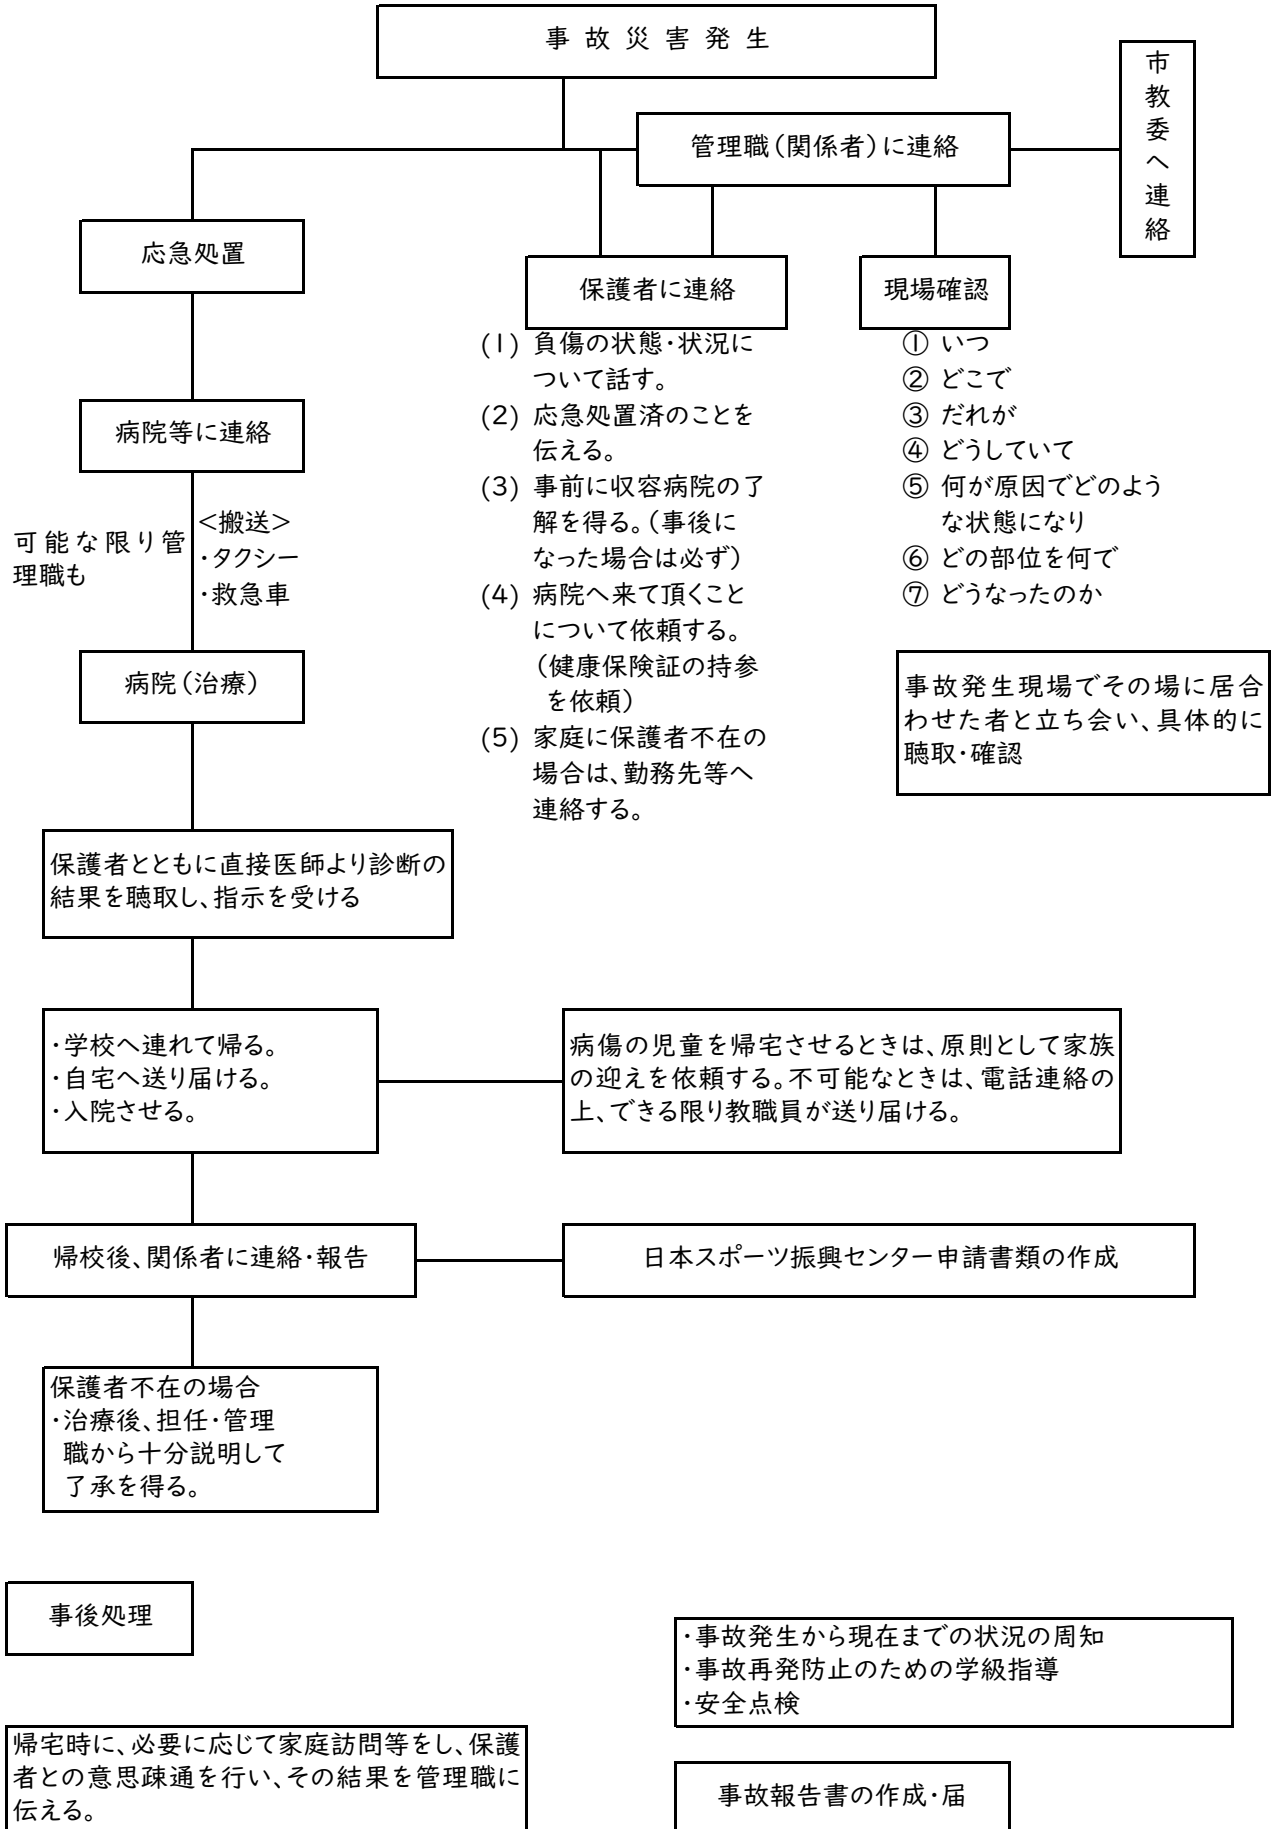 事故災害発生
市教委へ連絡
管理職(関係者)に連絡
応急処置
保護者に連絡
現場確認
(1) 負傷の状態・状況に
ついて話す。
(2) 応急処置済のことを
伝える。
(3) 事前に収容病院の了
解を得る。(事後に
なった場合は必ず)
(4) 病院へ来て頂くこと
について依頼する。
(健康保険証の持参
を依頼)
(5) 家庭に保護者不在の
場合は、勤務先等へ
連絡する。
① いつ
② どこで
③ だれが
④ どうしていて
⑤ 何が原因でどのよう
な状態になり
⑥ どの部位を何で
⑦ どうなったのか
事故発生現場でその場に居合
わせた者と立ち会い、具体的に
聴取・確認
病院等に連絡
可能な限り管
理職も
<搬送>
・タクシー
・救急車
病院(治療)
保護者とともに直接医師より診断の
結果を聴取し、指示を受ける
・学校へ連れて帰る。
・自宅へ送り届ける。
・入院させる。
病傷の児童を帰宅させるときは、原則として家族
の迎えを依頼する。不可能なときは、電話連絡の
上、できる限り教職員が送り届ける。
帰校後、関係者に連絡・報告
日本スポーツ振興センター申請書類の作成
保護者不在の場合
・治療後、担任・管理
職から十分説明して
了承を得る。
事後処理
・事故発生から現在までの状況の周知
・事故再発防止のための学級指導
・安全点検
帰宅時に、必要に応じて家庭訪問等をし、保護
者との意思疎通を行い、その結果を管理職に
伝える。
事故報告書の作成・届